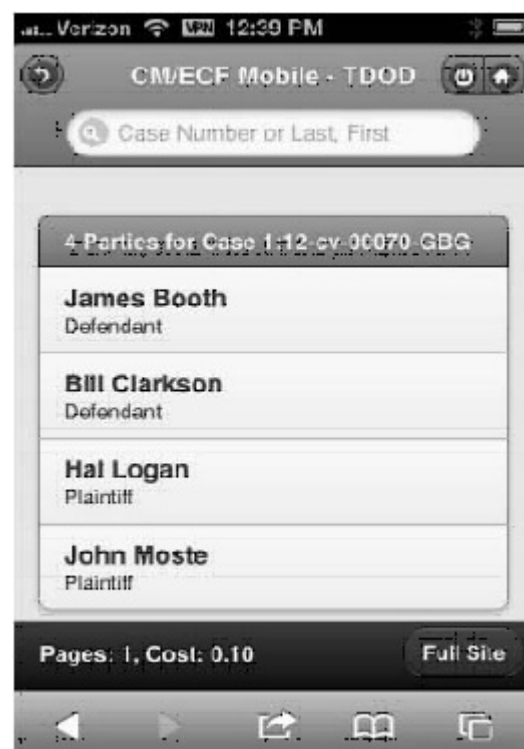 Verizon VPN 12:39 PM
CM/ECF Mobile - TDOD
Case Number or Last, First
4 Parties for Case 1:12-cv-00070-GBG
James Booth
Defendant
Bill Clarkson
Defendant
Hal Logan
Plaintiff
John Moste
Plaintiff
Pages: 1, Cost: 0.10
Full Site